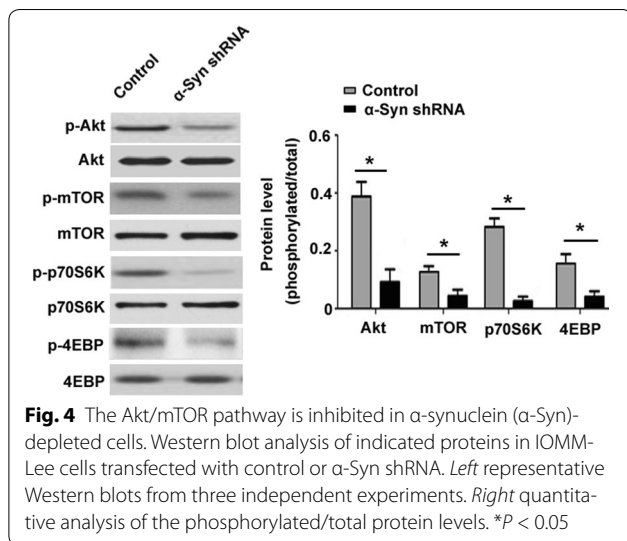 Control
α-Syn shRNA
p-Akt
Akt
p-mTOR
mTOR
p-p70S6K
p70S6K
p-4EBP
4EBP
Control
α-Syn shRNA
Protein level
(phosphorylated/total)
0.6
0.4
0.2
0
*
*
*
*
Akt
mTOR
p70S6K
4EBP
Fig. 4 The Akt/mTOR pathway is inhibited in α-synuclein (α-Syn)-
depleted cells. Western blot analysis of indicated proteins in IOMM-
Lee cells transfected with control or α-Syn shRNA. Left representative
Western blots from three independent experiments. Right quantita-
tive analysis of the phosphorylated/total protein levels. *P < 0.05